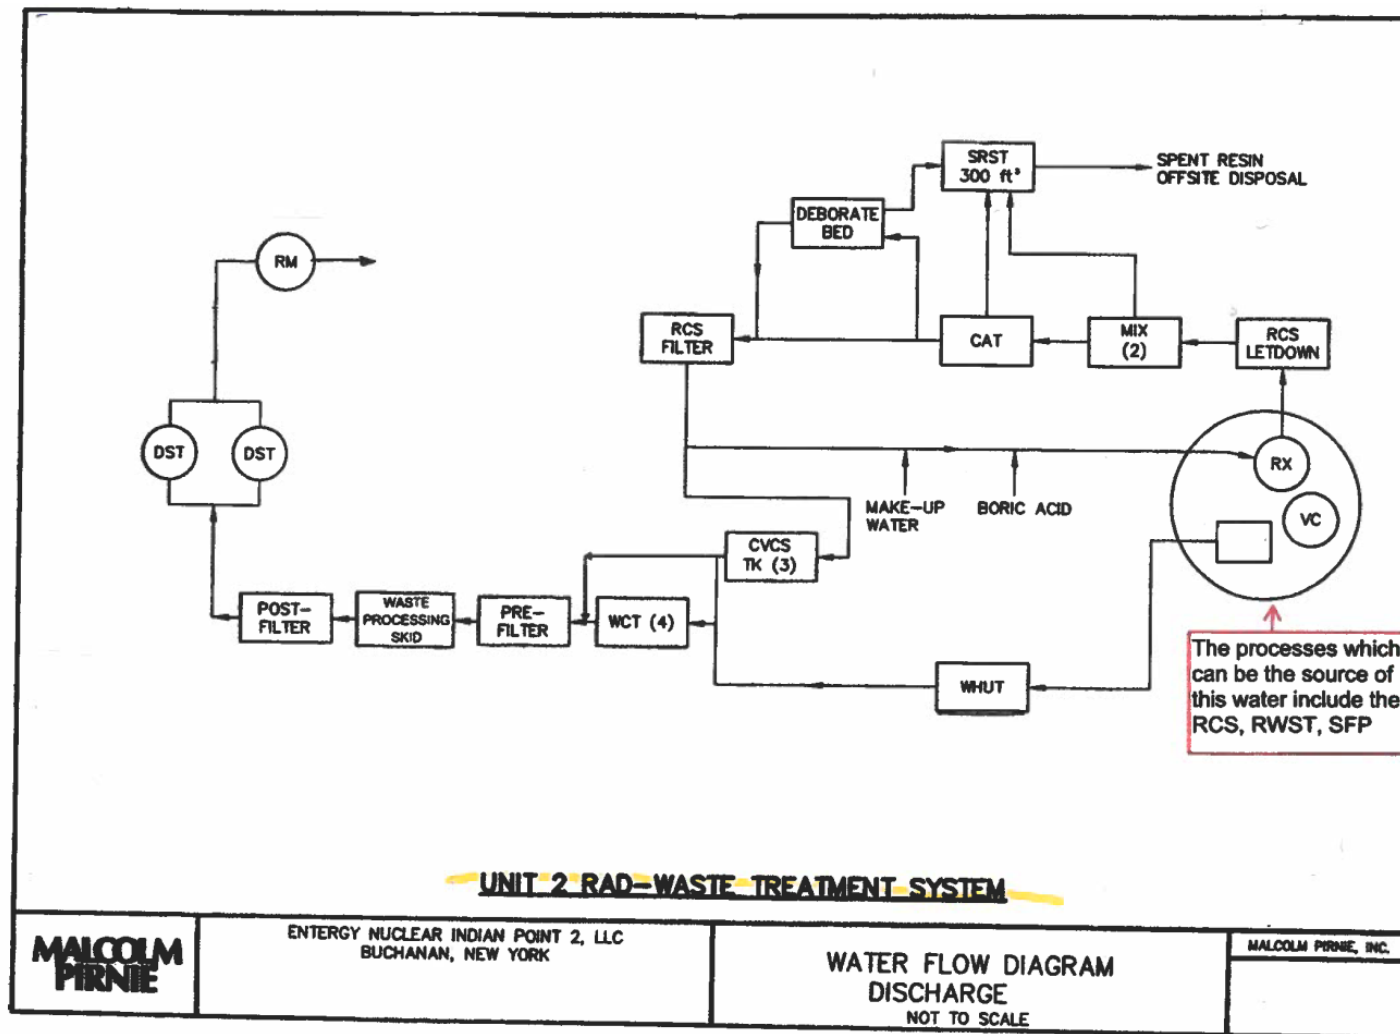 SRST
300 ft³
SPENT RESIN
OFFSITE DISPOSAL
DEBORATE
BED
RM
RCS
FILTER
CAT
MIX
(2)
RCS
LETDOWN
DST
DST
RX
MAKE-UP
WATER
BORIC ACID
VC
CVCS
TK (3)
POST-
FILTER
WASTE
PROCESSING
SKID
PRE-
FILTER
WCT (4)
WHUT
The processes which
can be the source of
this water include the
RCS, RWST, SFP
UNIT 2 RAD-WASTE TREATMENT SYSTEM
MALCOLM
PIRNIE
ENTERGY NUCLEAR INDIAN POINT 2, LLC
BUCHANAN, NEW YORK
WATER FLOW DIAGRAM
DISCHARGE
NOT TO SCALE
MALCOLM PIRNIE, INC.